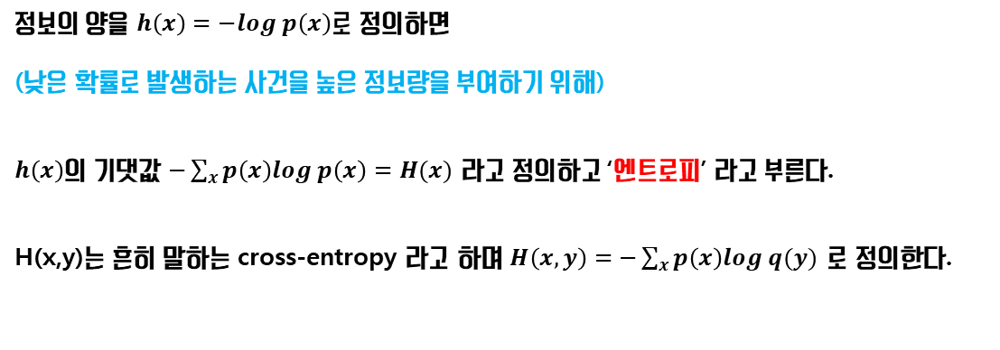 정보의 양을 h(x) = −log p(x)로 정의하면
(낮은 확률로 발생하는 사건을 높은 정보량을 부여하기 위해)
h(x)의 기댓값 − ∑ₓ p(x)log p(x) = H(x) 라고 정의하고 ‘엔트로피’ 라고 부른다.
H(x,y)는 흔히 말하는 cross-entropy 라고 하며 H(x, y) = − ∑ₓ p(x)log q(y) 로 정의한다.